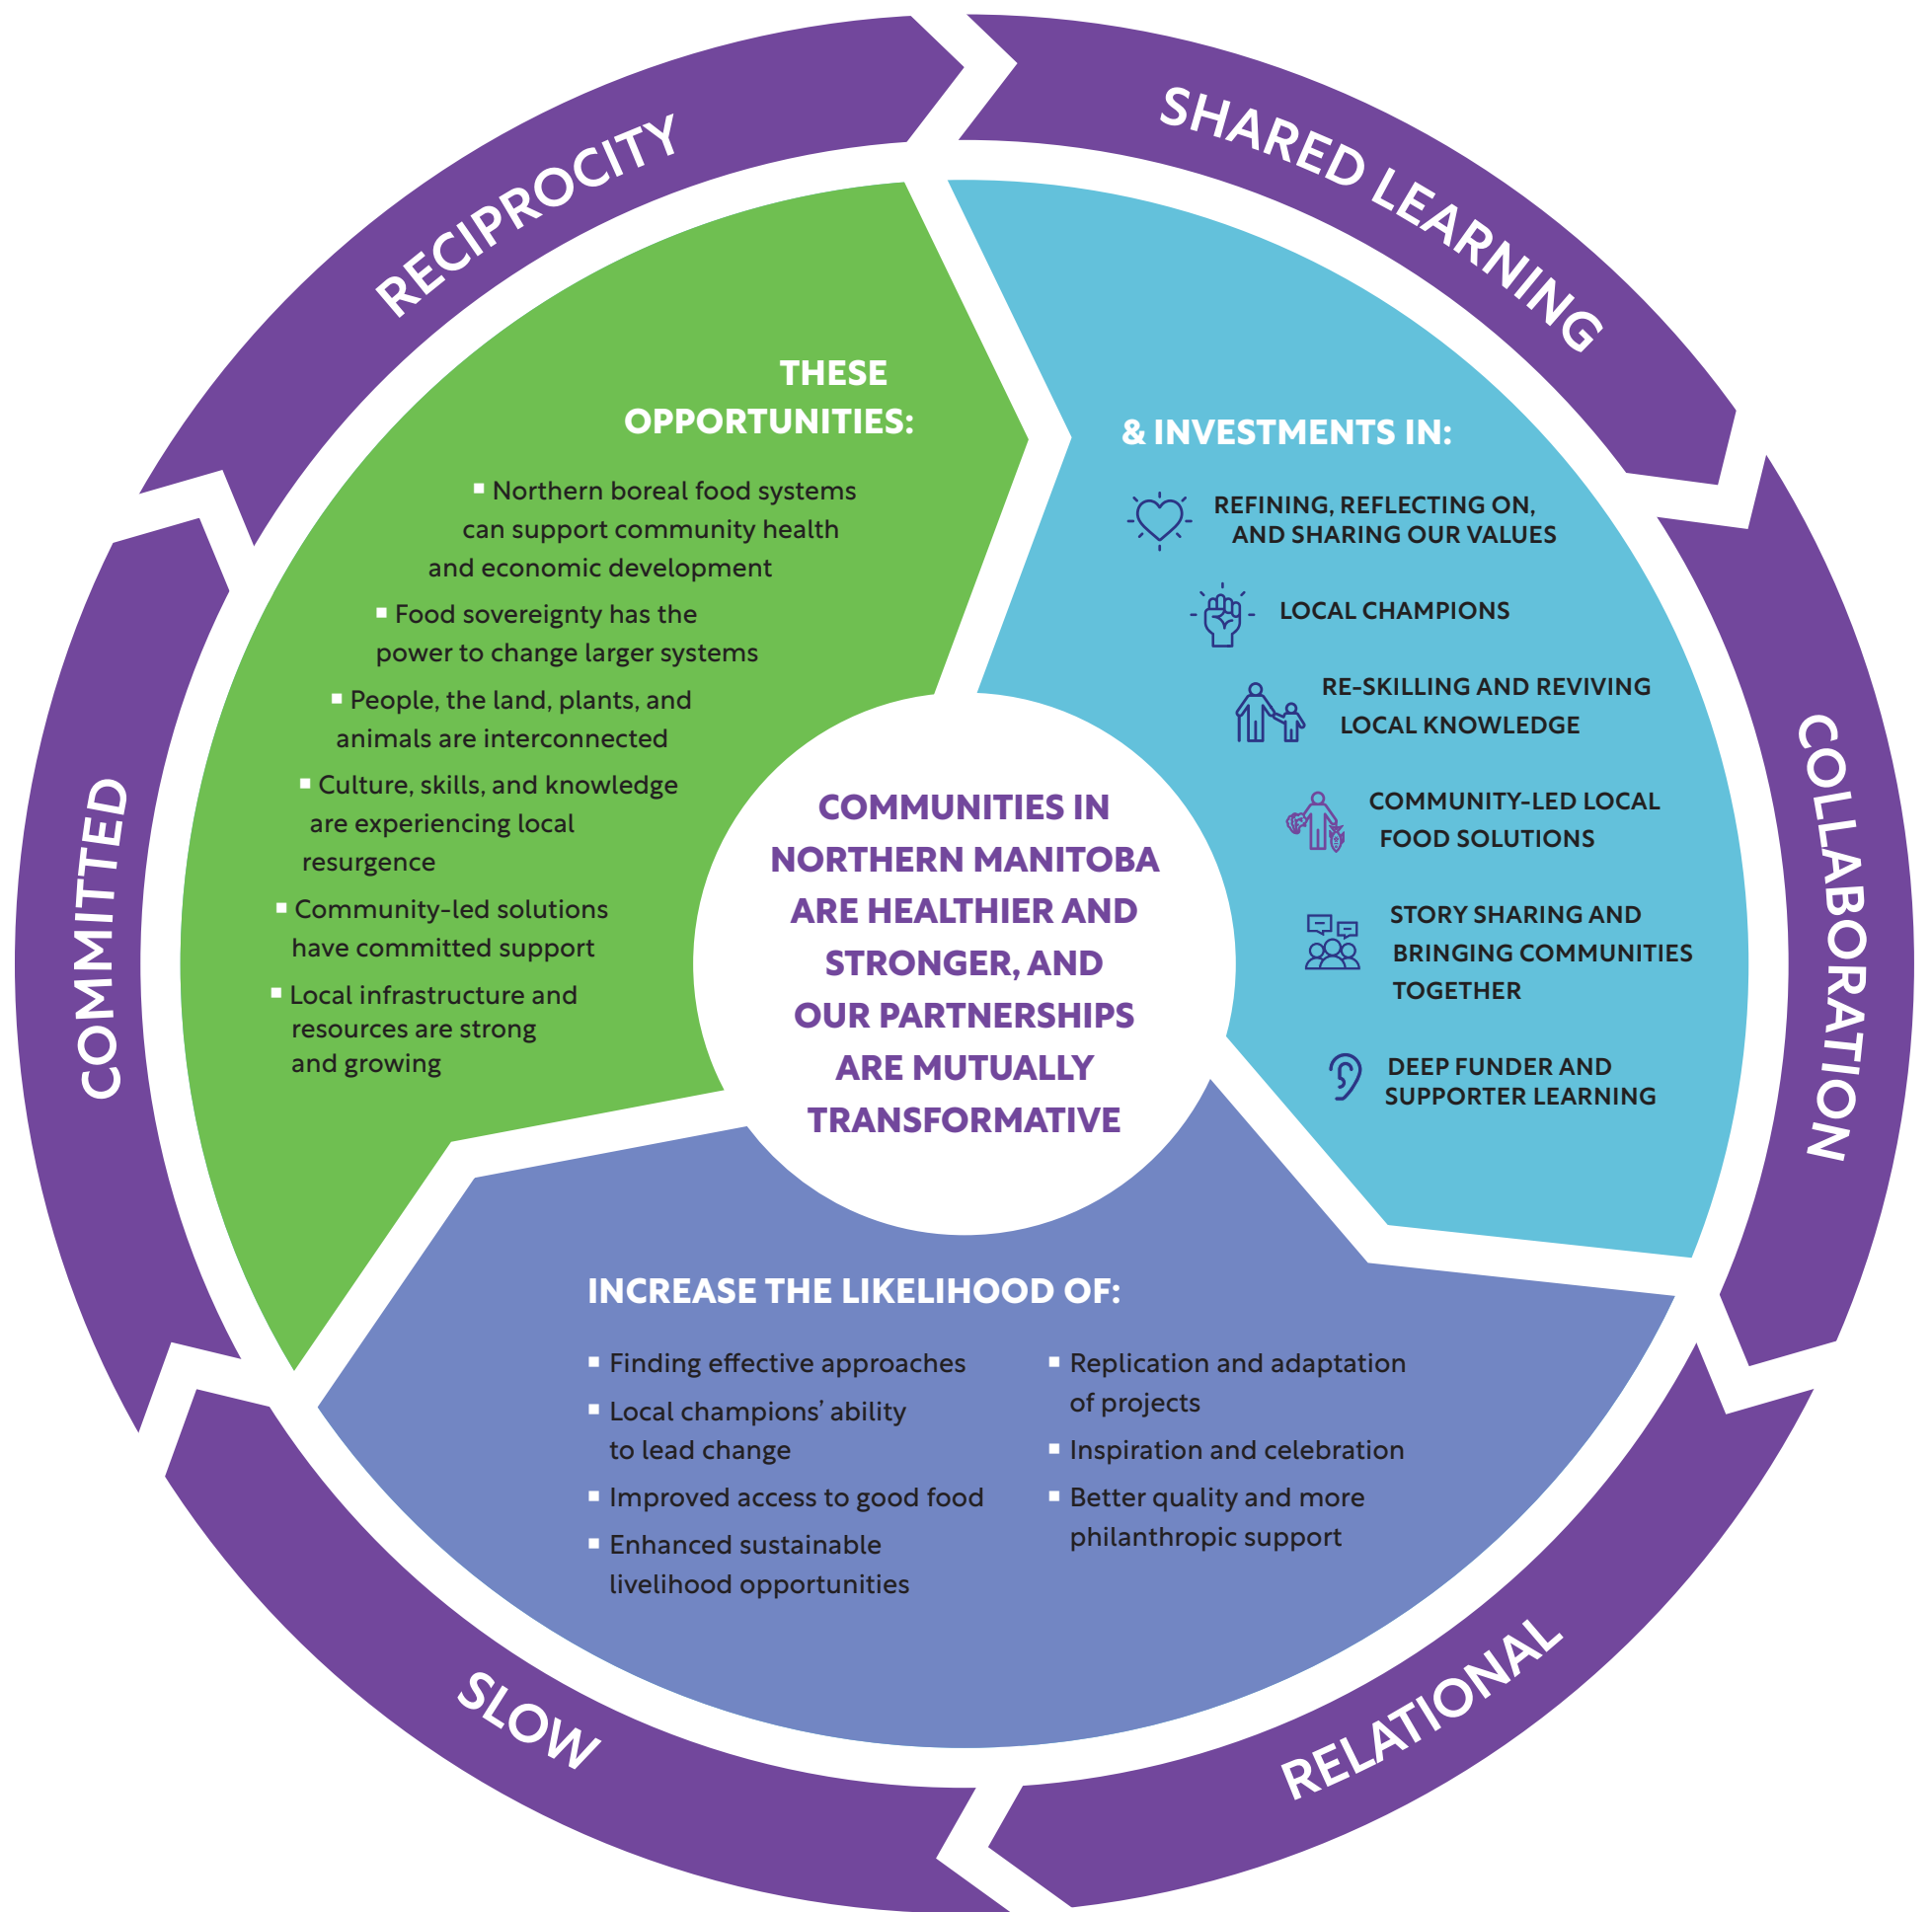 RECIPROCITY
SHARED LEARNING
COLLABORATION
RELATIONAL
SLOW
COMMITTED
THESE
OPPORTUNITIES:
▪ Northern boreal food systems
can support community health
and economic development
▪ Food sovereignty has the
power to change larger systems
▪ People, the land, plants, and
animals are interconnected
▪ Culture, skills, and knowledge
are experiencing local
resurgence
▪ Community-led solutions
have committed support
▪ Local infrastructure and
resources are strong
and growing
& INVESTMENTS IN:
REFINING, REFLECTING ON,
AND SHARING OUR VALUES
LOCAL CHAMPIONS
RE-SKILLING AND REVIVING
LOCAL KNOWLEDGE
COMMUNITY-LED LOCAL
FOOD SOLUTIONS
STORY SHARING AND
BRINGING COMMUNITIES
TOGETHER
DEEP FUNDER AND
SUPPORTER LEARNING
INCREASE THE LIKELIHOOD OF:
▪ Finding effective approaches
▪ Local champions’ ability
to lead change
▪ Improved access to good food
▪ Enhanced sustainable
livelihood opportunities
▪ Replication and adaptation
of projects
▪ Inspiration and celebration
▪ Better quality and more
philanthropic support
COMMUNITIES IN
NORTHERN MANITOBA
ARE HEALTHIER AND
STRONGER, AND
OUR PARTNERSHIPS
ARE MUTUALLY
TRANSFORMATIVE